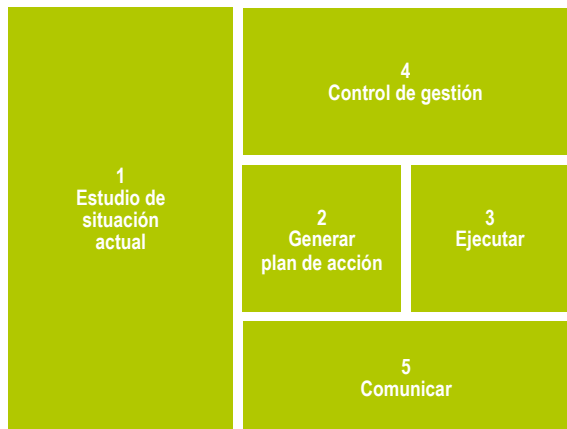 1
Estudio de
situación
actual
4
Control de gestión
2
Generar
plan de acción
3
Ejecutar
5
Comunicar